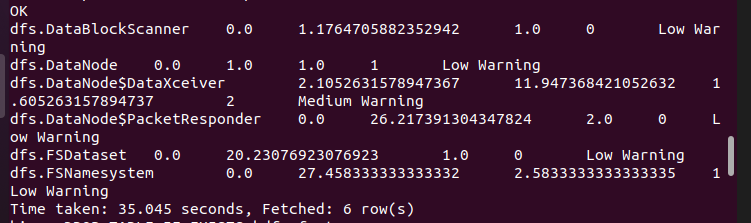 OK
dfs.DataBlockScanner    0.0     1.1764705882352942      1.0     0       Low War
ning
dfs.DataNode    0.0     1.0     1.0     1       Low Warning
dfs.DataNode$DataXceiver        2.1052631578947367      11.947368421052632      1
.605263157894737        2       Medium Warning
dfs.DataNode$PacketResponder    0.0     26.217391304347824      2.0     0       L
ow Warning
dfs.FSDataset   0.0     20.23076923076923       1.0     0       Low Warning
dfs.FSNamesystem        0.0     27.458333333333332      2.5833333333333335      1
Low Warning
Time taken: 35.045 seconds, Fetched: 6 row(s)